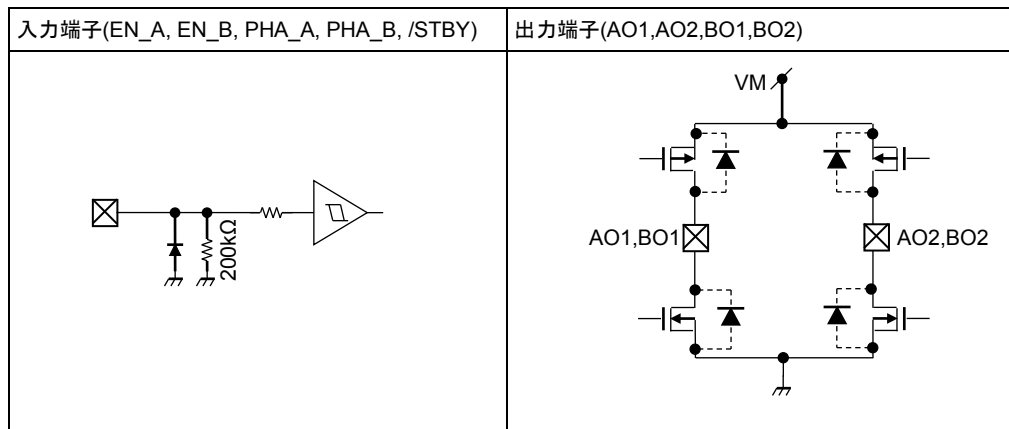 入力端子(EN_A, EN_B, PHA_A, PHA_B, /STBY)
出力端子(AO1,AO2,BO1,BO2)
200kΩ
VM
AO1,BO1
AO2,BO2